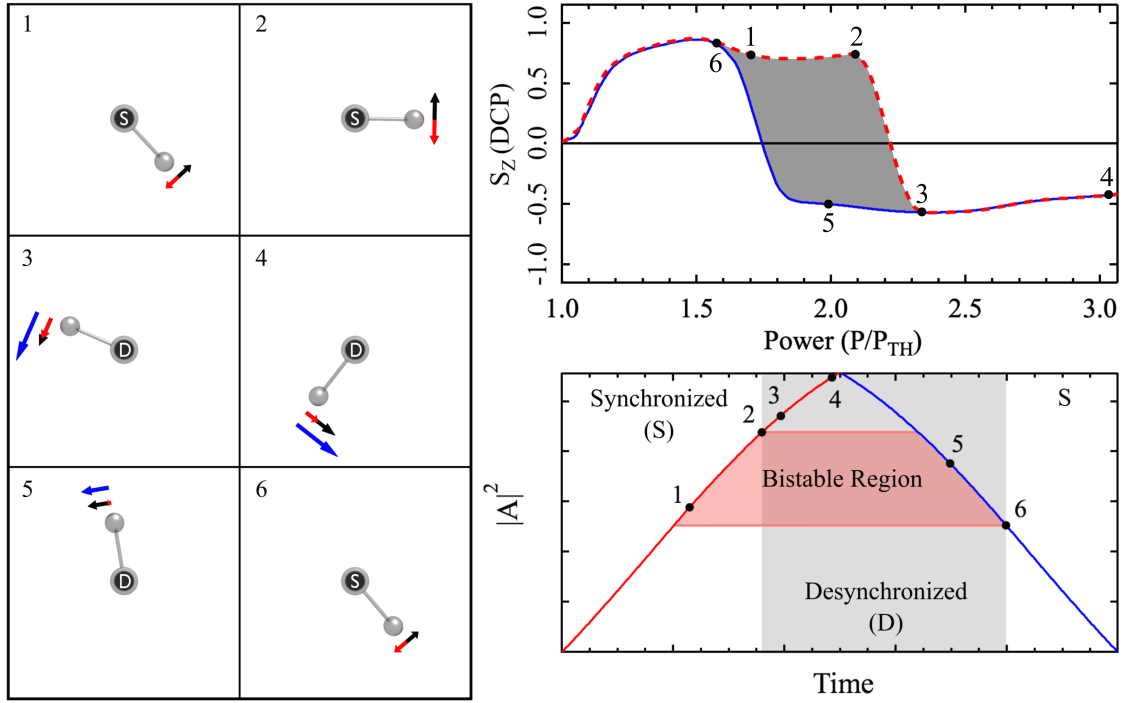 1
2
S
S
3
4
D
D
5
6
D
S
1.0
0.5
0.0
-0.5
-1.0
S_Z (DCP)
1
2
6
5
3
4
1.0
1.5
2.0
2.5
3.0
Power (P/P_TH)
Synchronized
(S)
S
1
2
3
4
5
6
Bistable Region
Desynchronized
(D)
|A|²
Time